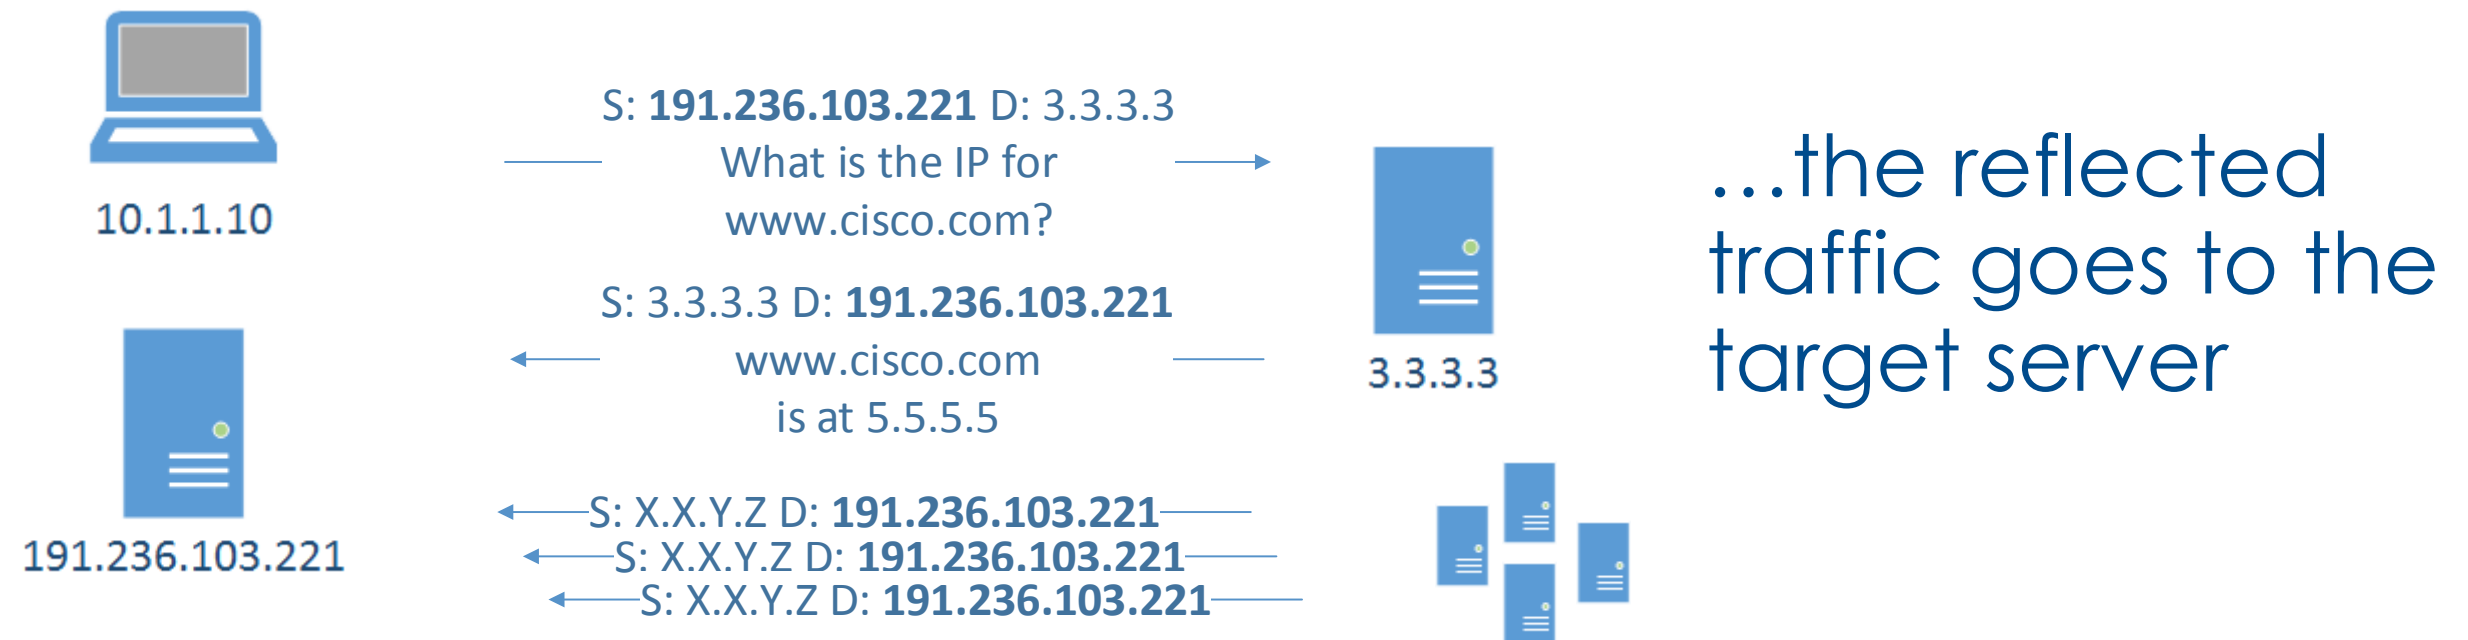 10.1.1.10
S: 191.236.103.221 D: 3.3.3.3
What is the IP for
www.cisco.com?
S: 3.3.3.3 D: 191.236.103.221
www.cisco.com
is at 5.5.5.5
3.3.3.3
191.236.103.221
S: X.X.Y.Z D: 191.236.103.221
S: X.X.Y.Z D: 191.236.103.221
S: X.X.Y.Z D: 191.236.103.221
...the reflected
traffic goes to the
target server